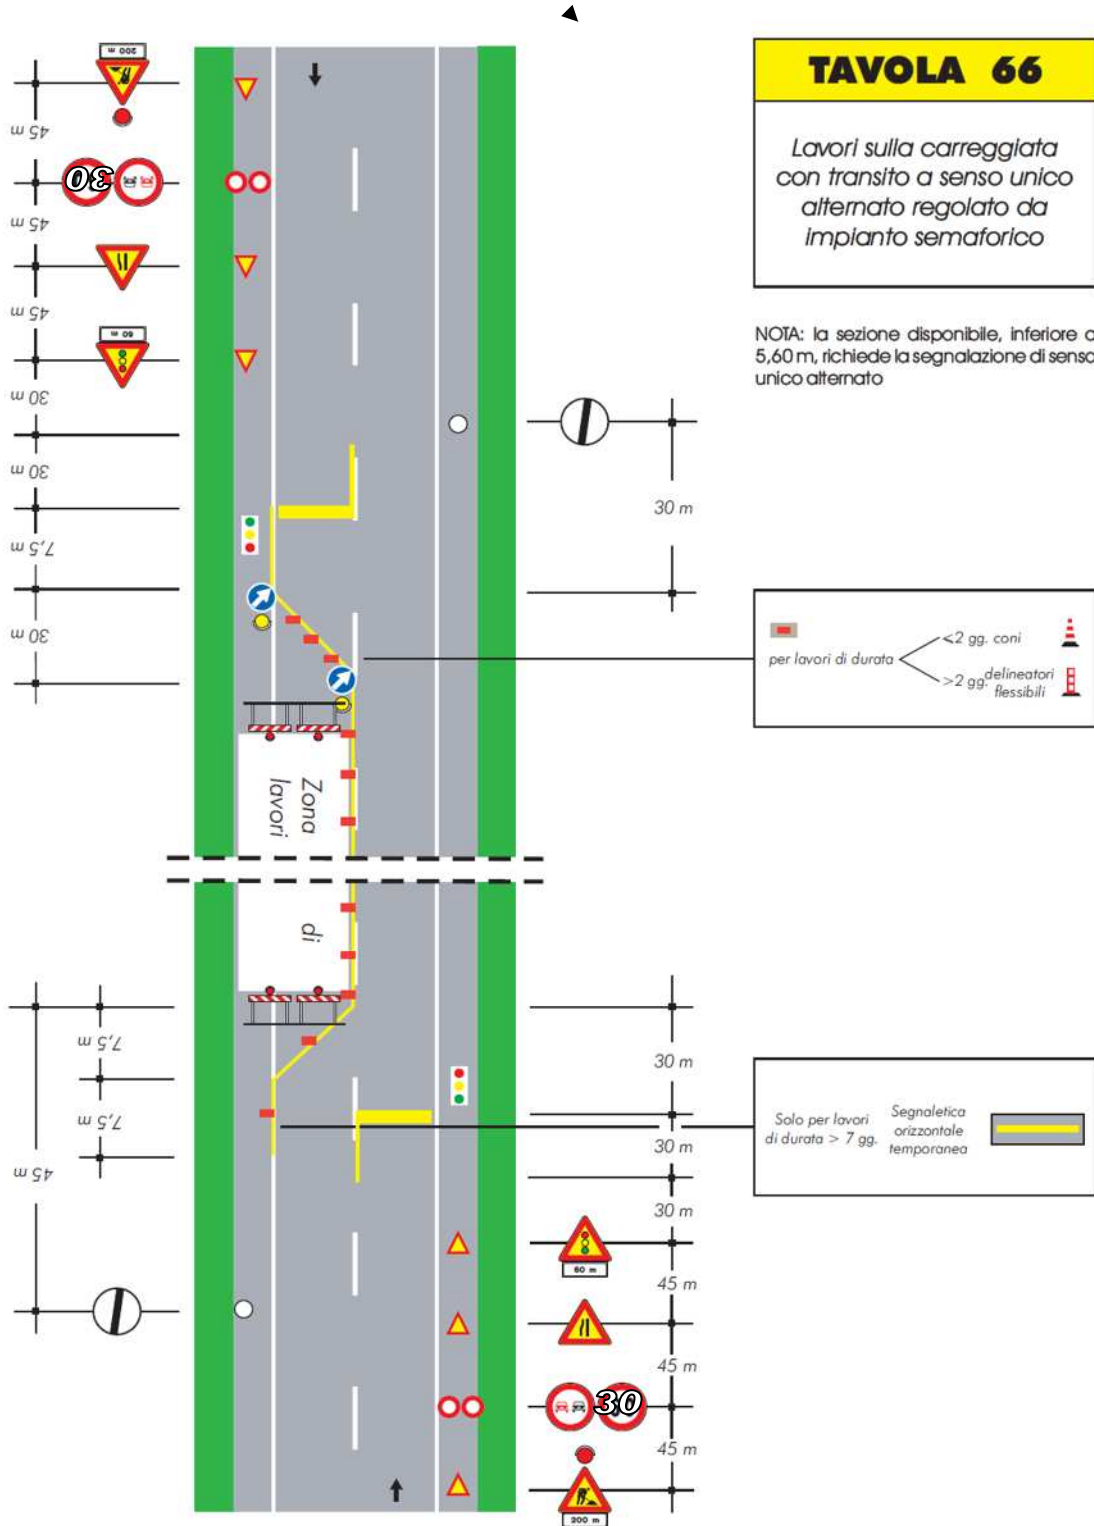 TAVOLA 66
Lavori sulla carreggiata
con transito a senso unico
alternato regolato da
impianto semaforico
NOTA: la sezione disponibile, inferiore a
5,60 m, richiede la segnalazione di senso
unico alternato
200 m
45 m
30
45 m
45 m
60 m
30 m
30 m
7,5 m
30 m
30 m
per lavori di durata
<2 gg. coni
>2 gg. delineatori
flessibili
Zona
lavori
di
7,5 m
7,5 m
45 m
30 m
30 m
30 m
Solo per lavori
di durata > 7 gg.
Segnaletica
orizzontale
temporanea
60 m
45 m
45 m
30
45 m
200 m